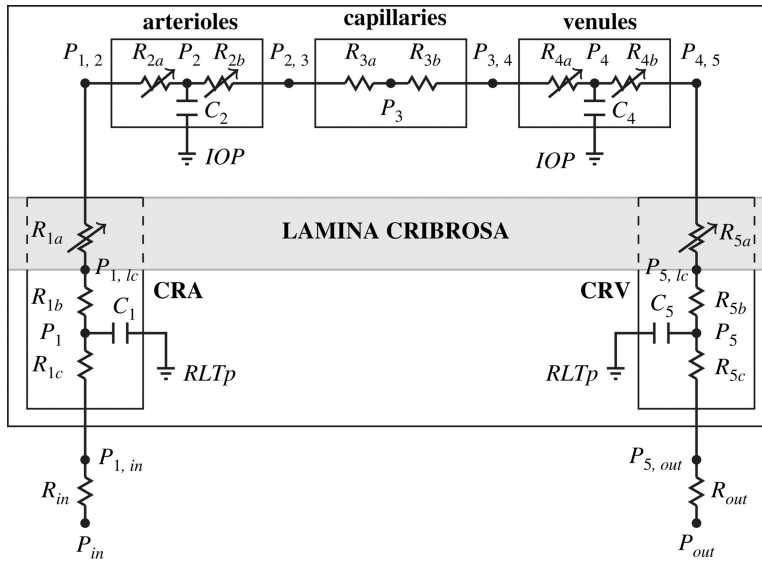 arterioles capillaries venules
P1, 2 R2a P2 R2b P2, 3 R3a R3b P3, 4 R4a P4 R4b P4, 5
C2 P3 C4
IOP IOP
R1a LAMINA CRIBROSA R5a
P1, lc P5, lc
R1b C1 CRA CRV C5 R5b
P1 P5
R1c RLTp RLTp R5c
P1, in P5, out
Rin Rout
Pin Pout